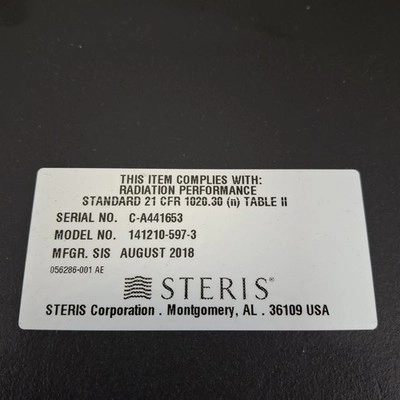 THIS ITEM COMPLIES WITH:
RADIATION PERFORMANCE
STANDARD 21 CFR 1020.30 (n) TABLE II
SERIAL NO. C-A441653
MODEL NO. 141210-597-3
MFGR. SIS AUGUST 2018
056286-001 AE
STERIS®
STERIS Corporation . Montgomery, AL . 36109 USA